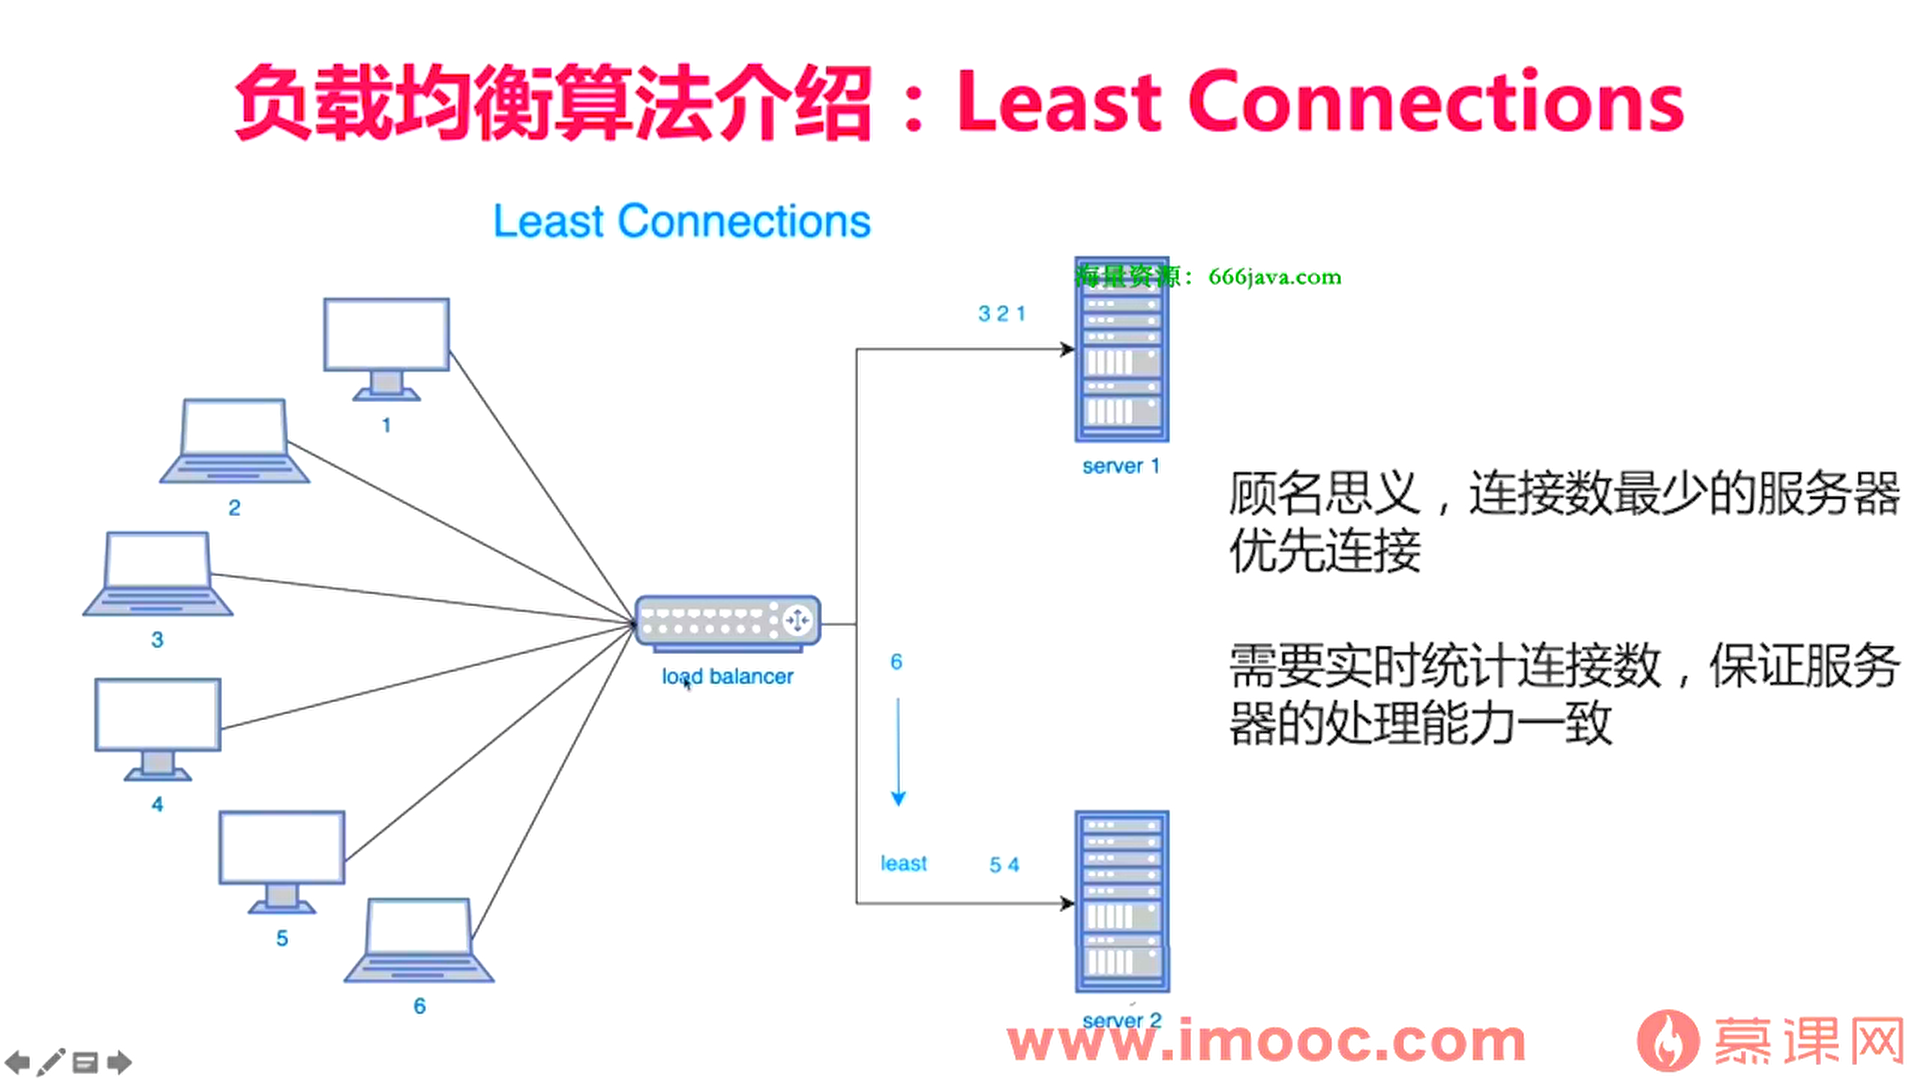 负载均衡算法介绍：Least Connections
Least Connections
海量资源：666java.com
3 2 1
1
server 1
2
顾名思义，连接数最少的服务器
优先连接
3
load balancer
6
需要实时统计连接数，保证服务
器的处理能力一致
4
least
5 4
5
6
server 2
www.imooc.com
慕课网